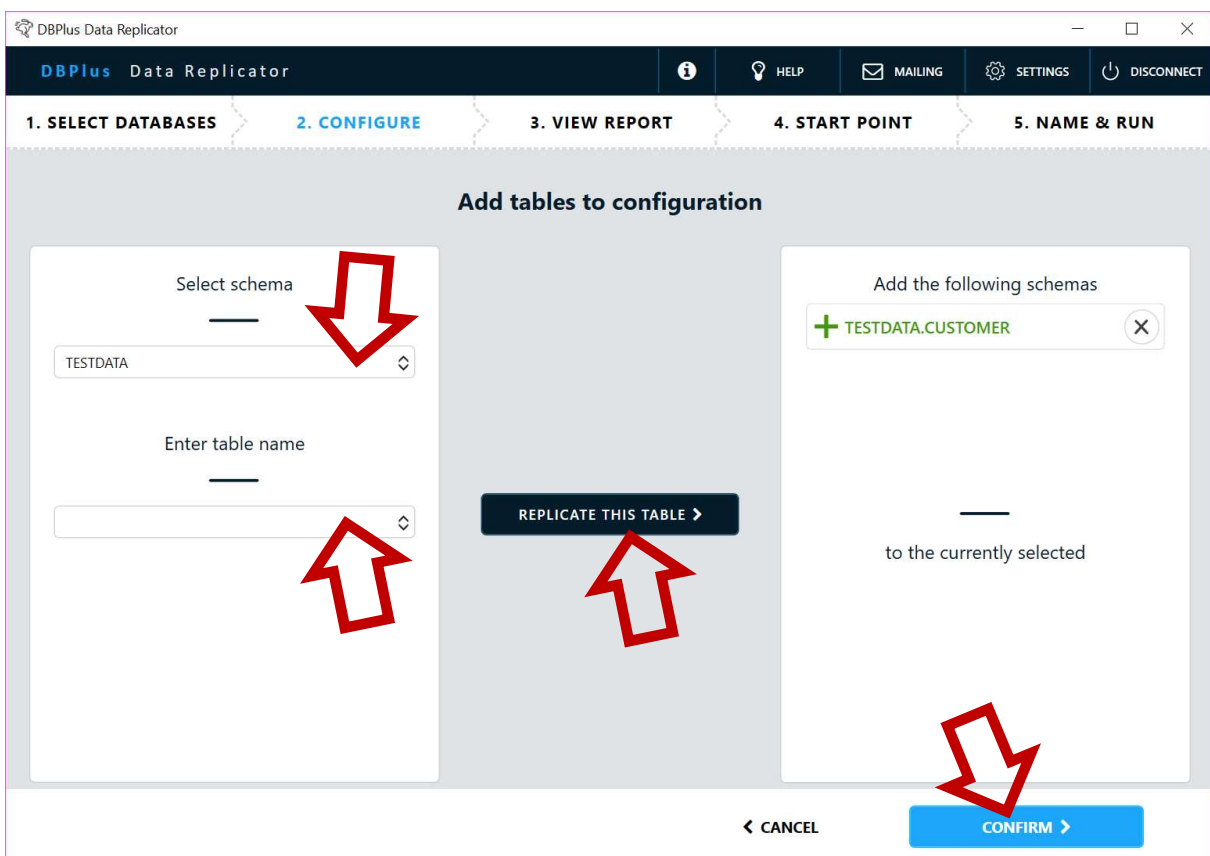 DBPlus Data Replicator
DBPlus Data Replicator
HELP
MAILING
SETTINGS
DISCONNECT
1. SELECT DATABASES
2. CONFIGURE
3. VIEW REPORT
4. START POINT
5. NAME & RUN
Add tables to configuration
Select schema
TESTDATA
Enter table name
REPLICATE THIS TABLE
Add the following schemas
TESTDATA.CUSTOMER
to the currently selected
CANCEL
CONFIRM